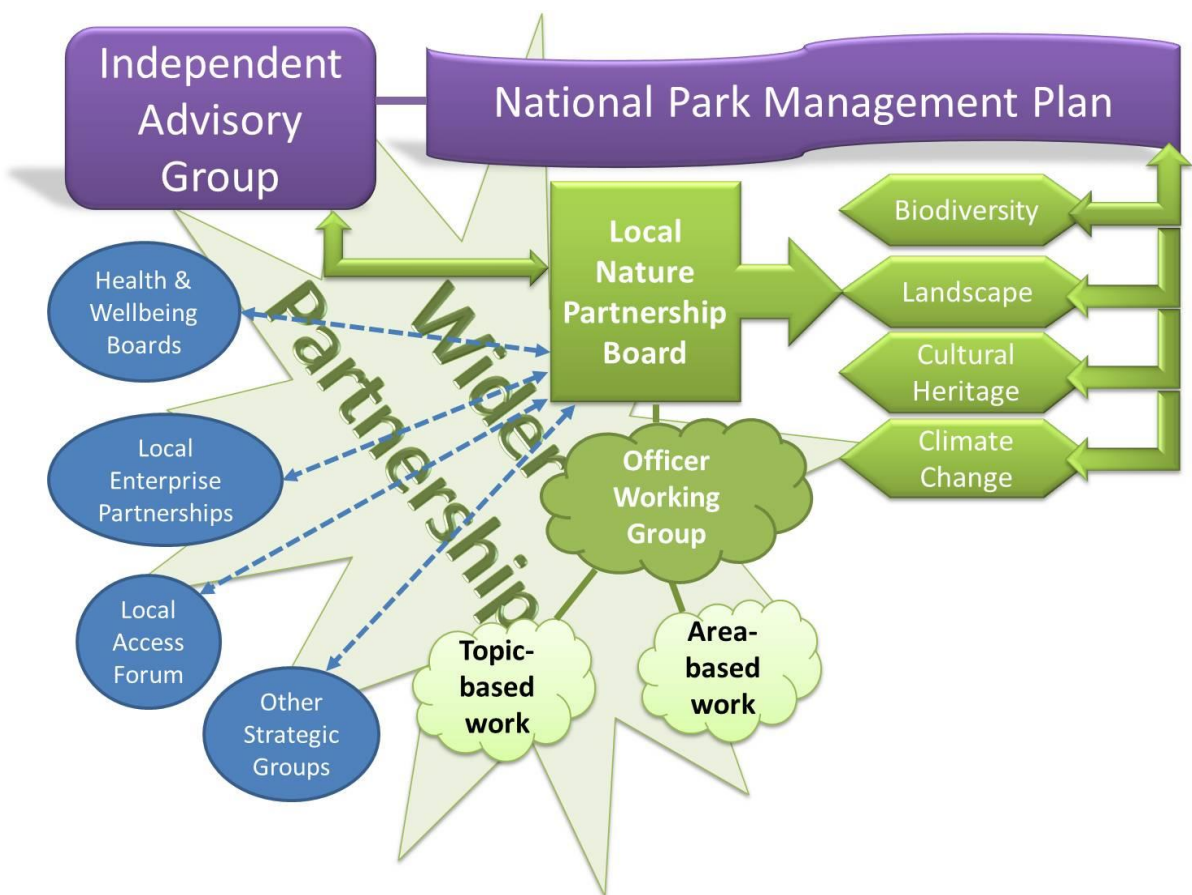 Independent
Advisory
Group
National Park Management Plan
Local
Nature
Partnership
Board
Biodiversity
Landscape
Cultural
Heritage
Climate
Change
Health &
Wellbeing
Boards
Wider
Partnership
Local
Enterprise
Partnerships
Officer
Working
Group
Local
Access
Forum
Other
Strategic
Groups
Topic-
based
work
Area-
based
work